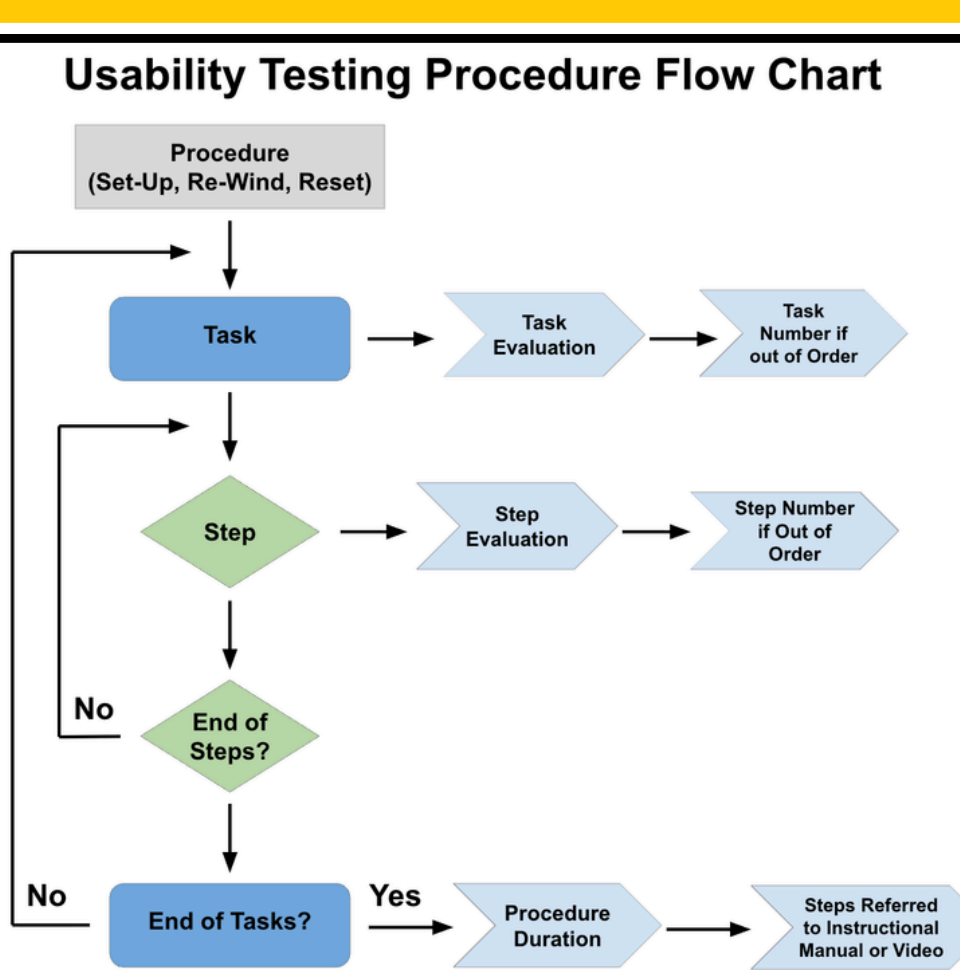 Usability Testing Procedure Flow Chart
Procedure
(Set-Up, Re-Wind, Reset)
Task
Task
Evaluation
Task
Number if
out of Order
Step
Step
Evaluation
Step Number
if Out of
Order
No
End of
Steps?
No
End of Tasks?
Yes
Procedure
Duration
Steps Referred
to Instructional
Manual or Video